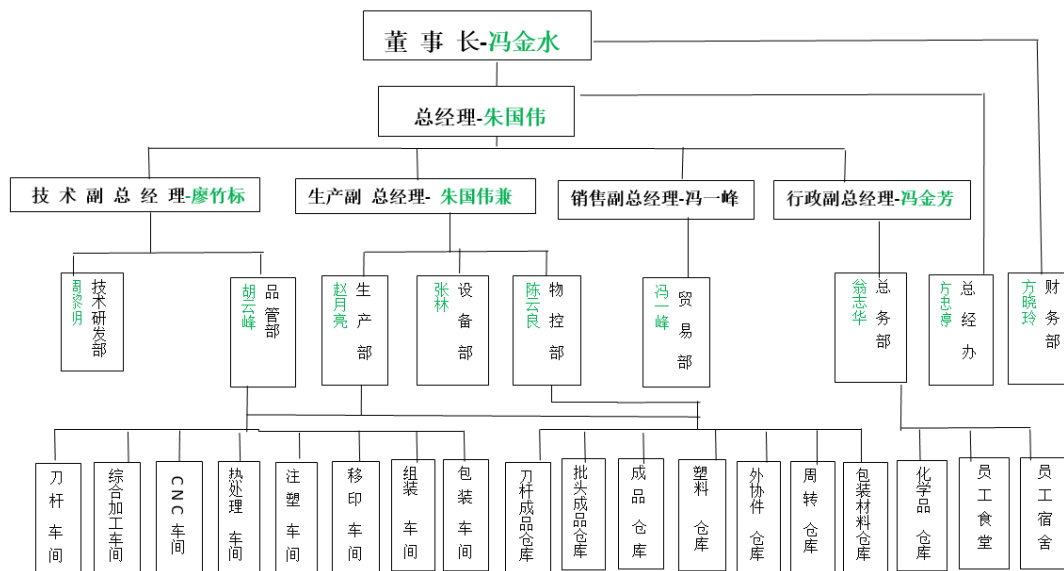 董 事 长-冯金水
总经理-朱国伟
技 术 副 总 经 理-廖竹标
生产副 总经理- 朱国伟兼
销售副总经理-冯一峰
行政副总经理-冯金芳
技术研发部
周黎明
品管部
胡云峰
生产部
赵月亮
设备部
张林
物控部
陈云良
贸易部
冯一峰
总务部
翁志华
总经办
方忠婷
财务部
方晓玲
刀杆车间
综合加工车间
CNC车间
热处理 车间
注塑 车间
移印 车间
组装 车间
包装 车间
刀杆成品仓库
批头成品仓库
成品 仓库
塑料 仓库
外协件 仓库
周转 仓库
包装材料仓库
化学品 仓库
员工食堂
员工宿舍